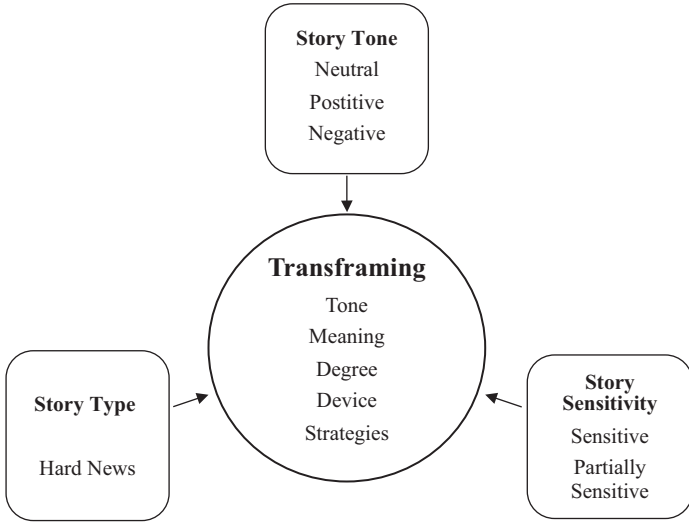 Story Tone
Neutral
Postitive
Negative
Transframing
Tone
Meaning
Degree
Device
Strategies
Story Type
Hard News
Story
Sensitivity
Sensitive
Partially
Sensitive